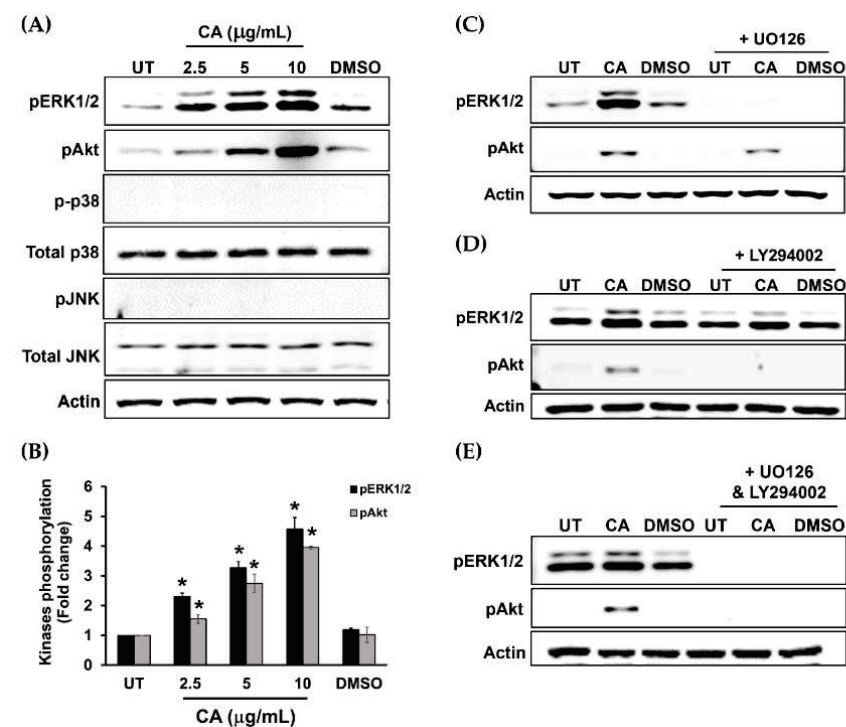 (A)
CA (μg/mL)
UT 2.5 5 10 DMSO
pERK1/2
pAkt
p-p38
Total p38
pJNK
Total JNK
Actin
(B)
Kinases phosphorylation
(Fold change)
6
5
4
3
2
1
0
pERK1/2
pAkt
* * * * * *
UT 2.5 5 10 DMSO
CA (μg/mL)
(C)
+ UO126
UT CA DMSO UT CA DMSO
pERK1/2
pAkt
Actin
(D)
+ LY294002
UT CA DMSO UT CA DMSO
pERK1/2
pAkt
Actin
(E)
+ UO126
& LY294002
UT CA DMSO UT CA DMSO
pERK1/2
pAkt
Actin